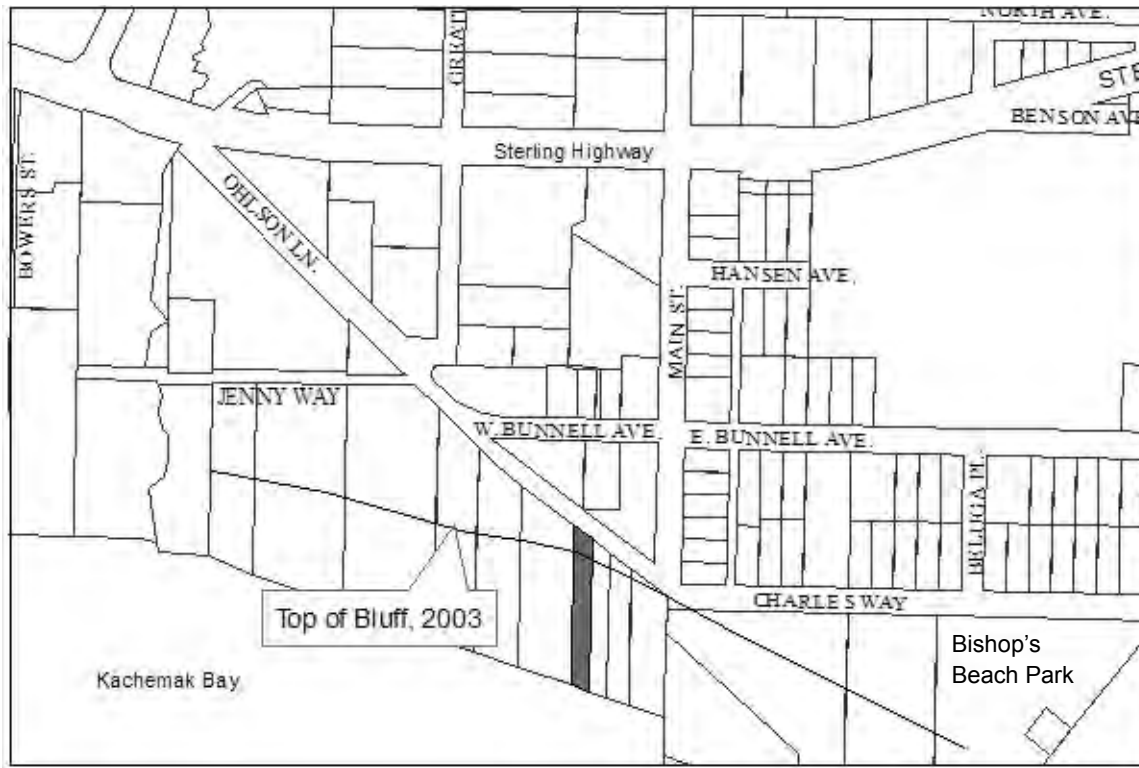 NORTH AVE.
GREAT
STE
BENSON AVE
Sterling Highway
BOWERS ST.
OHLSON LN.
HANSEN AVE.
MAIN ST.
JENNY WAY
W. BUNNELL AVE.
E. BUNNELL AVE.
BELUGA PL.
Top of Bluff, 2003
CHARLES WAY
Bishop's
Beach Park
Kachemak Bay